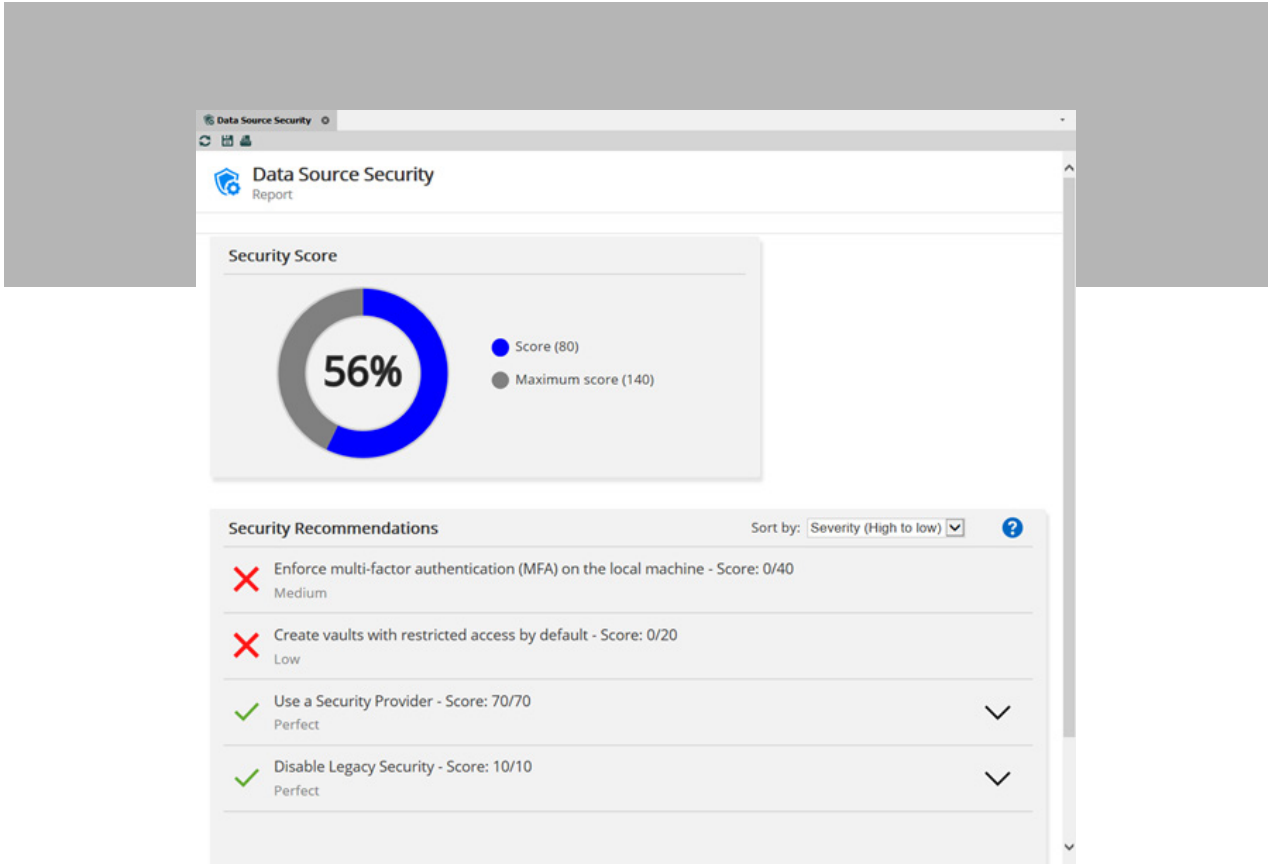 Data Source Security
Data Source Security
Report
Security Score
56%
Score (80)
Maximum score (140)
Security Recommendations
Sort by: Severity (High to low)
?
Enforce multi-factor authentication (MFA) on the local machine - Score: 0/40
Medium
Create vaults with restricted access by default - Score: 0/20
Low
Use a Security Provider - Score: 70/70
Perfect
Disable Legacy Security - Score: 10/10
Perfect